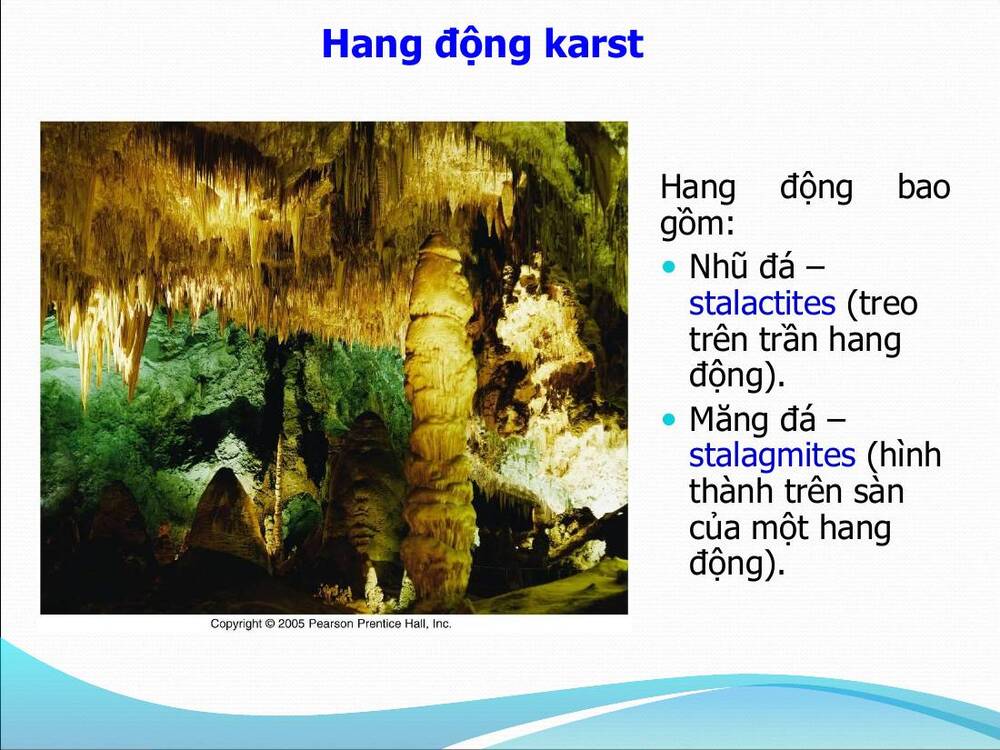 Hang động karst
Hang động bao
gồm:
Nhũ đá –
stalactites (treo
trên trần hang
động).
Măng đá –
stalagmites (hình
thành trên sàn
của một hang
động).
Copyright © 2005 Pearson Prentice Hall, Inc.